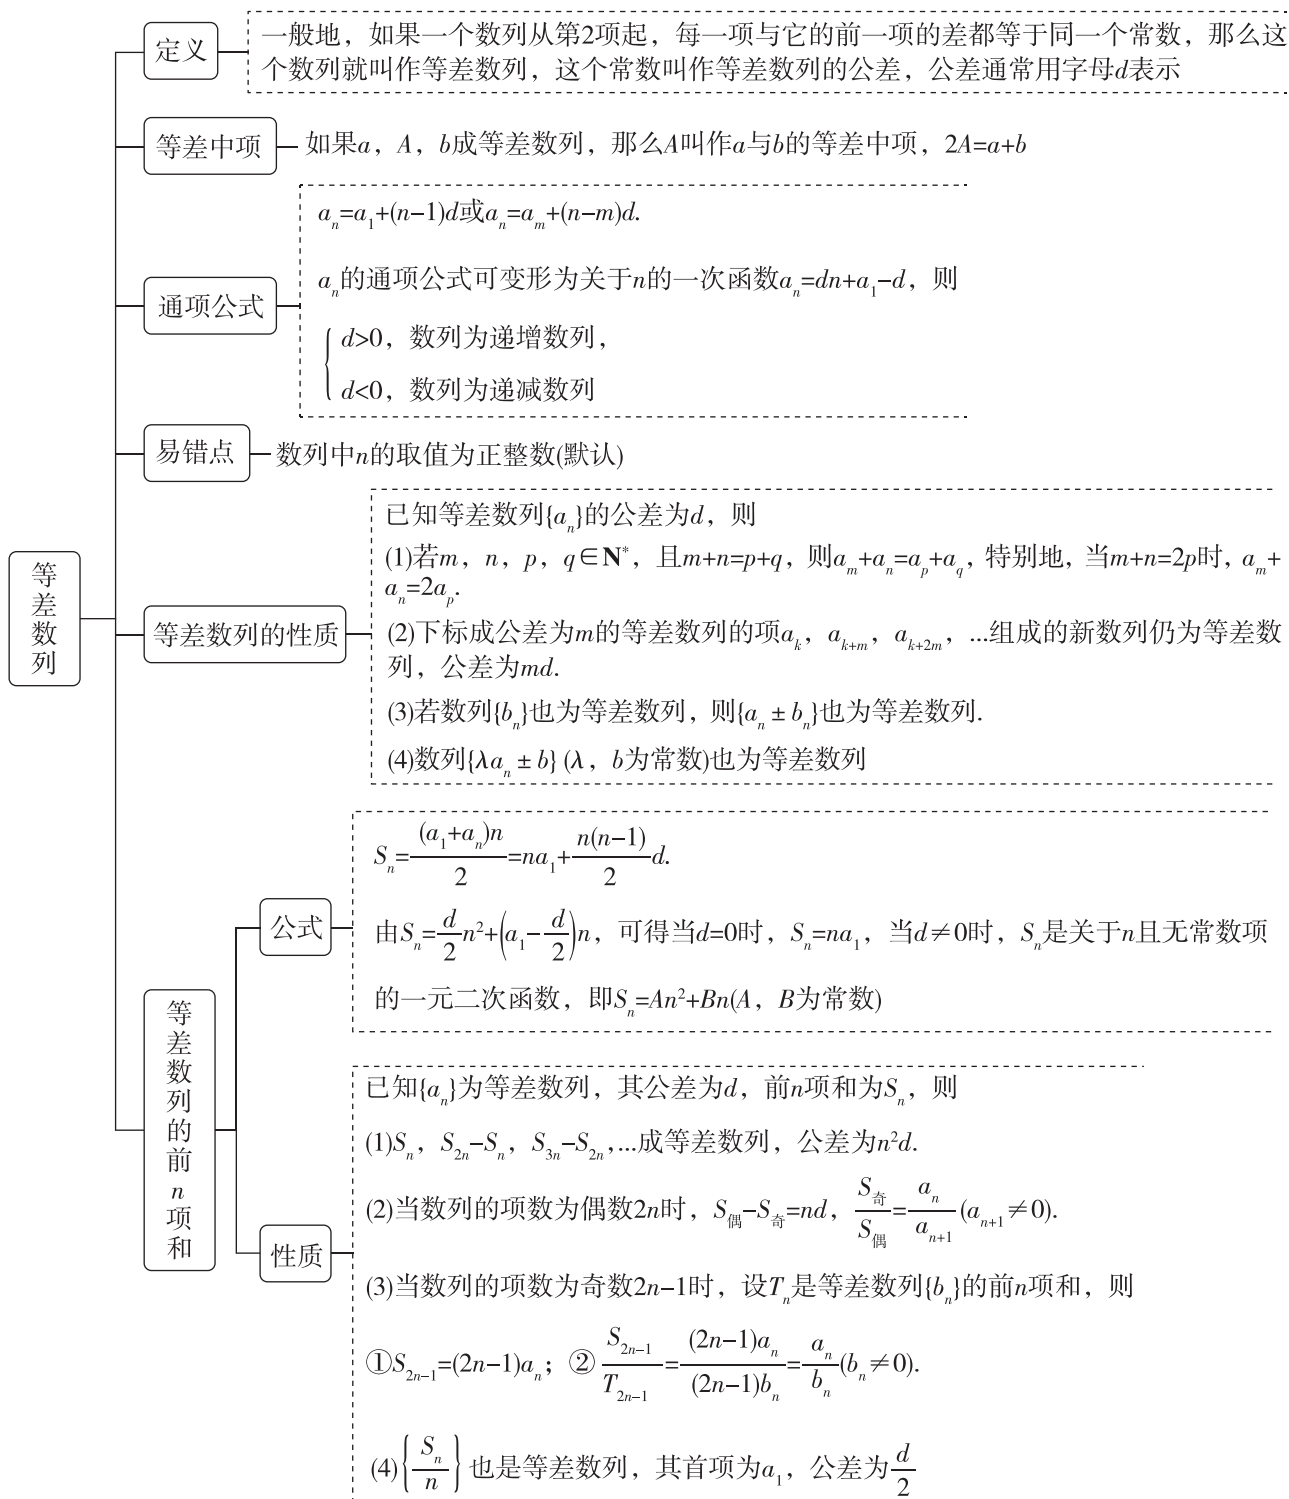 等差数列
定义
一般地，如果一个数列从第2项起，每一项与它的前一项的差都等于同一个常数，那么这
个数列就叫作等差数列，这个常数叫作等差数列的公差，公差通常用字母d表示
等差中项
如果a，A，b成等差数列，那么A叫作a与b的等差中项，2A=a+b
通项公式
aₙ=a₁+(n−1)d或aₙ=aₘ+(n−m)d.
aₙ的通项公式可变形为关于n的一次函数aₙ=dn+a₁−d，则
{ d>0，数列为递增数列，
d<0，数列为递减数列
易错点
数列中n的取值为正整数(默认)
等差数列的性质
已知等差数列{aₙ}的公差为d，则
(1)若m，n，p，q∈N*，且m+n=p+q，则aₘ+aₙ=aₚ+a_q，特别地，当m+n=2p时，aₘ+
aₙ=2aₚ.
(2)下标成公差为m的等差数列的项a_k，a_{k+m}，a_{k+2m}，...组成的新数列仍为等差数
列，公差为md.
(3)若数列{bₙ}也为等差数列，则{aₙ±bₙ}也为等差数列.
(4)数列{λaₙ±b}(λ，b为常数)也为等差数列
等差数列的前n项和
公式
Sₙ=\frac{(a₁+aₙ)n}{2}=na₁+\frac{n(n−1)}{2}d.
由Sₙ=\frac{d}{2}n²+(a₁−\frac{d}{2})n，可得当d=0时，Sₙ=na₁，当d≠0时，Sₙ是关于n且无常数项
的一元二次函数，即Sₙ=An²+Bn(A，B为常数)
性质
已知{aₙ}为等差数列，其公差为d，前n项和为Sₙ，则
(1)Sₙ，S₂ₙ−Sₙ，S₃ₙ−S₂ₙ,...成等差数列，公差为n²d.
(2)当数列的项数为偶数2n时，S偶−S奇=nd，\frac{S奇}{S偶}=\frac{aₙ}{aₙ₊₁}(aₙ₊₁≠0).
(3)当数列的项数为奇数2n−1时，设Tₙ是等差数列{bₙ}的前n项和，则
①S₂ₙ₋₁=(2n−1)aₙ；②\frac{S₂ₙ₋₁}{T₂ₙ₋₁}=\frac{(2n−1)aₙ}{(2n−1)bₙ}=\frac{aₙ}{bₙ}(bₙ≠0).
(4){\frac{Sₙ}{n}}也是等差数列，其首项为a₁，公差为\frac{d}{2}